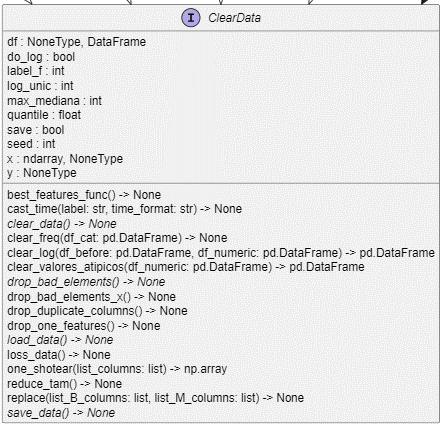 I ClearData
df : NoneType, DataFrame
do_log : bool
label_f : int
log_unic : int
max_mediana : int
quantile : float
save : bool
seed : int
x : ndarray, NoneType
y : NoneType
best_features_func() -> None
cast_time(label: str, time_format: str) -> None
clear_data() -> None
clear_freq(df_cat: pd.DataFrame) -> None
clear_log(df_before: pd.DataFrame, df_numeric: pd.DataFrame) -> pd.DataFrame
clear_valores_atipicos(df_numeric: pd.DataFrame) -> pd.DataFrame
drop_bad_elements() -> None
drop_bad_elements_x() -> None
drop_duplicate_columns() -> None
drop_one_features() -> None
load_data() -> None
loss_data() -> None
one_shotear(list_columns: list) -> np.array
reduce_tam() -> None
replace(list_B_columns: list, list_M_columns: list) -> None
save_data() -> None